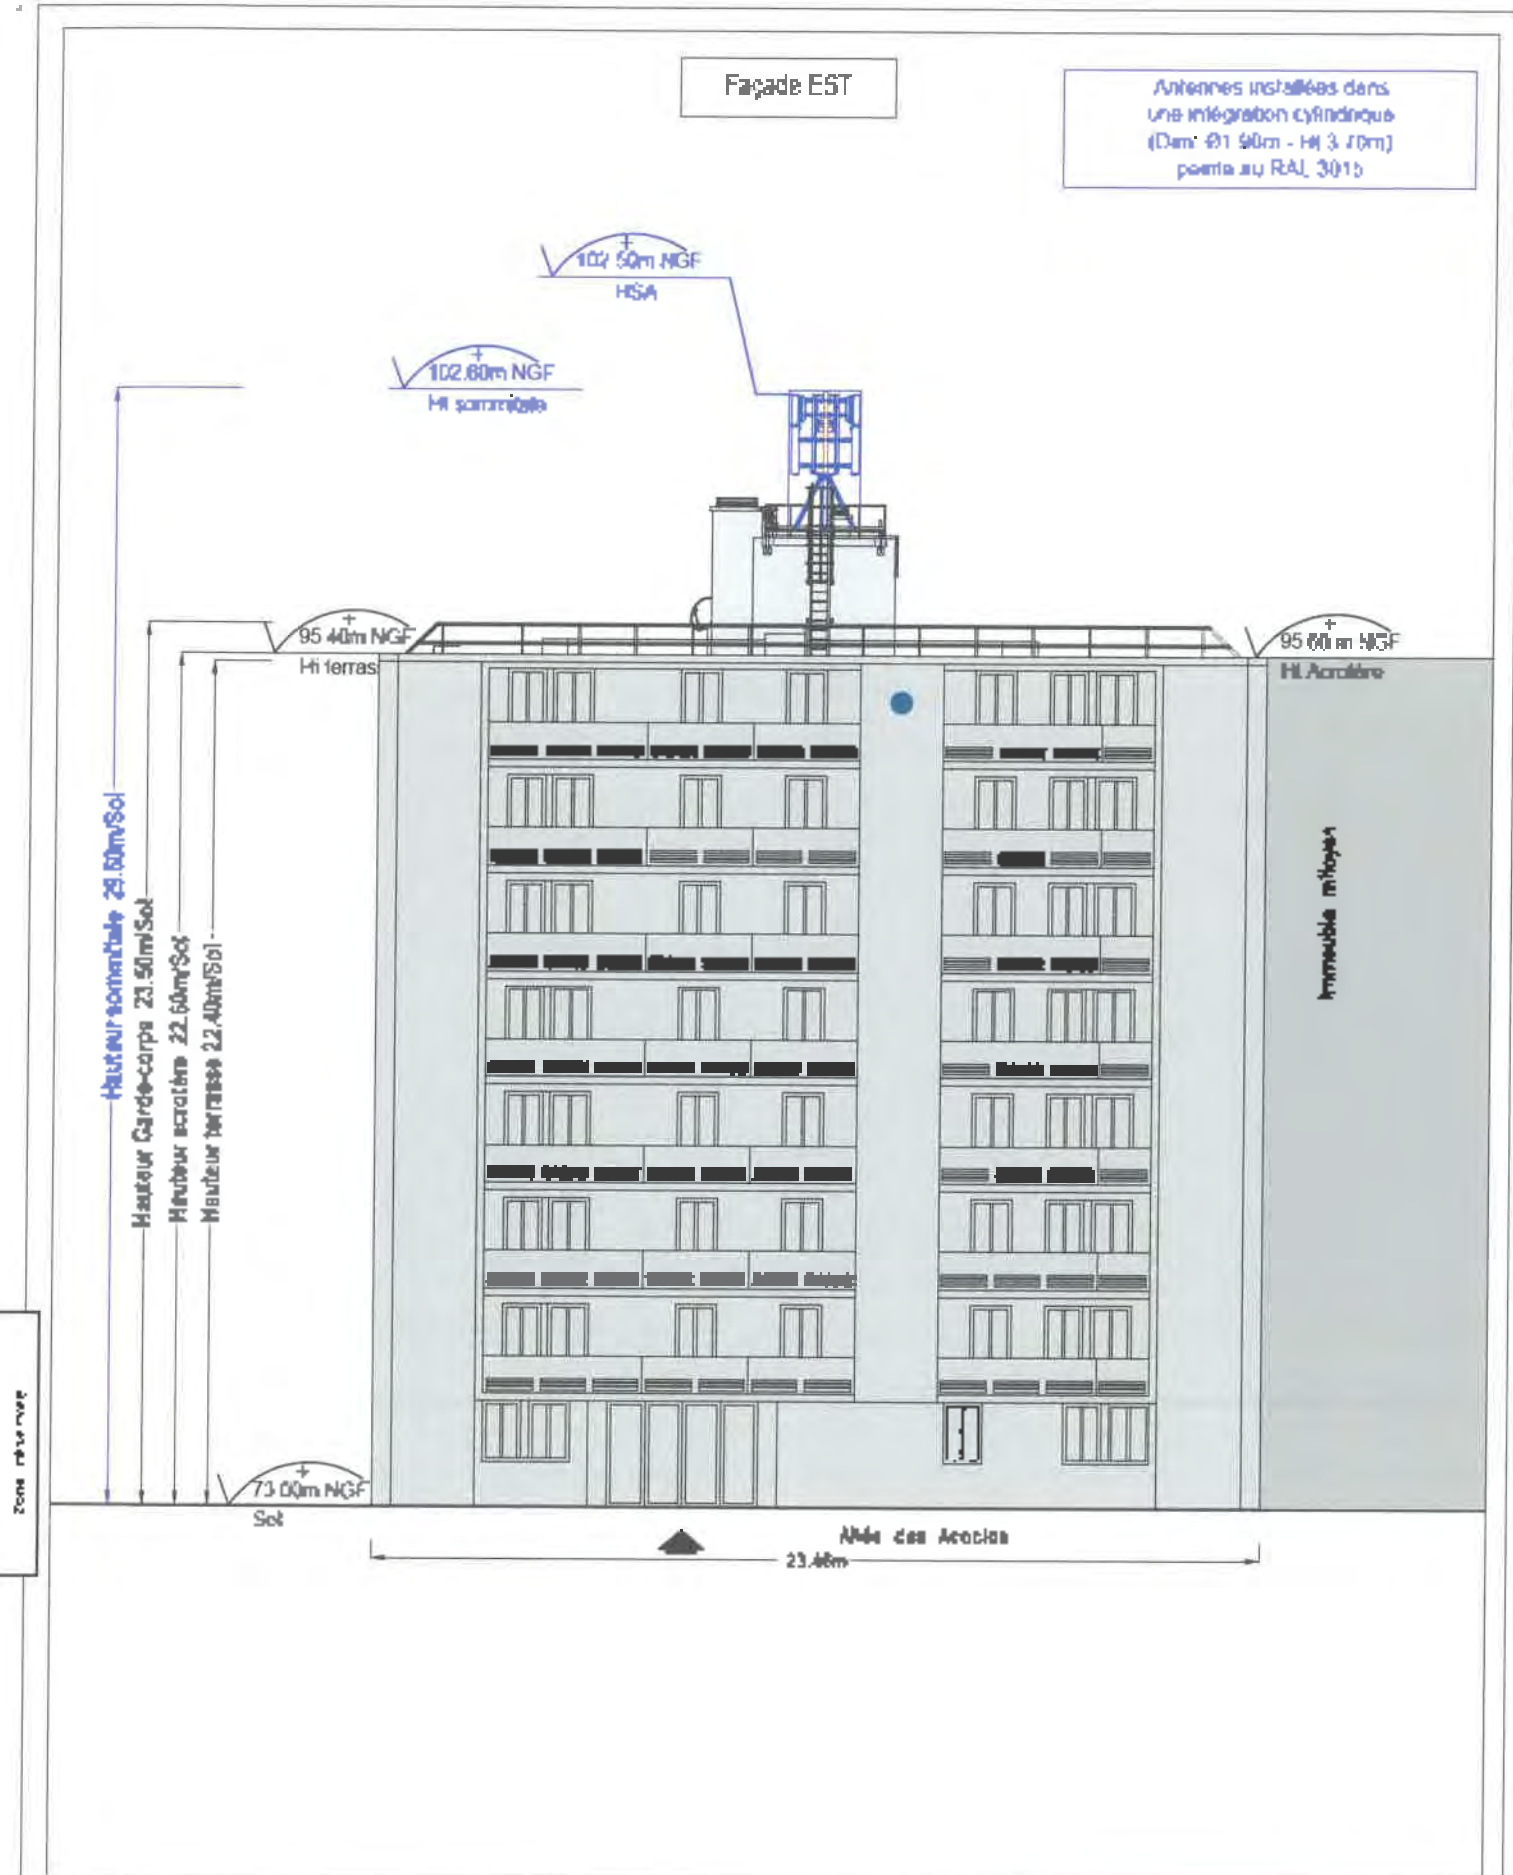 Façade EST
Antennes installées dans
une intégration cylindrique
(Dim: Ø1.90m - Ht 3.70m)
peinte au RAL 3015
102.50m NGF
HSA
102.60m NGF
Ht sommitale
95.40m NGF
Ht terras
95.60m NGF
Ht Acrotère
Hauteur sommitale 29.60m/Sol
Hauteur Garde-corps 23.50m/Sol
Hauteur acrotère 22.60m/Sol
Hauteur terrasse 22.40m/Sol
Immeuble mitoyen
73.00m NGF
Sol
Allée des Acacias
23.46m
Zone